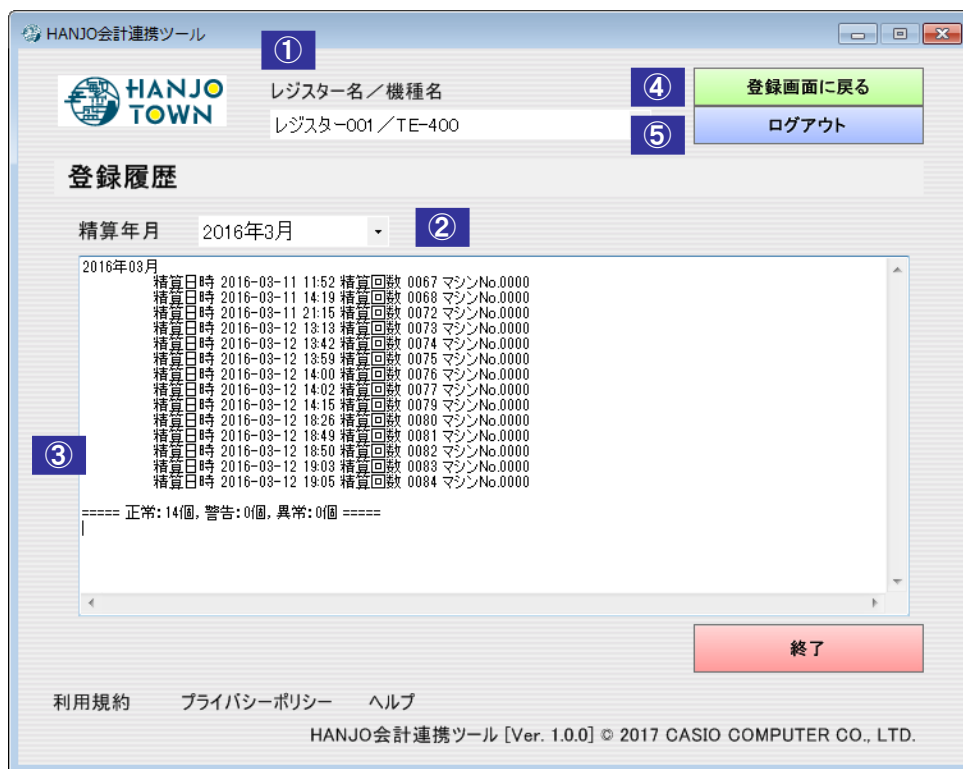 HANJO会計連携ツール
①
HANJO
TOWN
レジスター名／機種名
④ 登録画面に戻る
レジスター001／TE-400
⑤ ログアウト
登録履歴
精算年月 2016年3月 ②
2016年03月
精算日時 2016-03-11 11:52 精算回数 0067 マシンNo.0000
精算日時 2016-03-11 14:19 精算回数 0068 マシンNo.0000
精算日時 2016-03-11 21:15 精算回数 0072 マシンNo.0000
精算日時 2016-03-12 13:13 精算回数 0073 マシンNo.0000
精算日時 2016-03-12 13:42 精算回数 0074 マシンNo.0000
精算日時 2016-03-12 13:59 精算回数 0075 マシンNo.0000
精算日時 2016-03-12 14:00 精算回数 0076 マシンNo.0000
精算日時 2016-03-12 14:02 精算回数 0077 マシンNo.0000
精算日時 2016-03-12 14:15 精算回数 0079 マシンNo.0000
精算日時 2016-03-12 18:26 精算回数 0080 マシンNo.0000
精算日時 2016-03-12 18:49 精算回数 0081 マシンNo.0000
精算日時 2016-03-12 18:50 精算回数 0082 マシンNo.0000
精算日時 2016-03-12 19:03 精算回数 0083 マシンNo.0000
精算日時 2016-03-12 19:05 精算回数 0084 マシンNo.0000
③
===== 正常:14個, 警告:0個, 異常:0個 =====
終了
利用規約 プライバシーポリシー ヘルプ
HANJO会計連携ツール [Ver. 1.0.0] © 2017 CASIO COMPUTER CO., LTD.